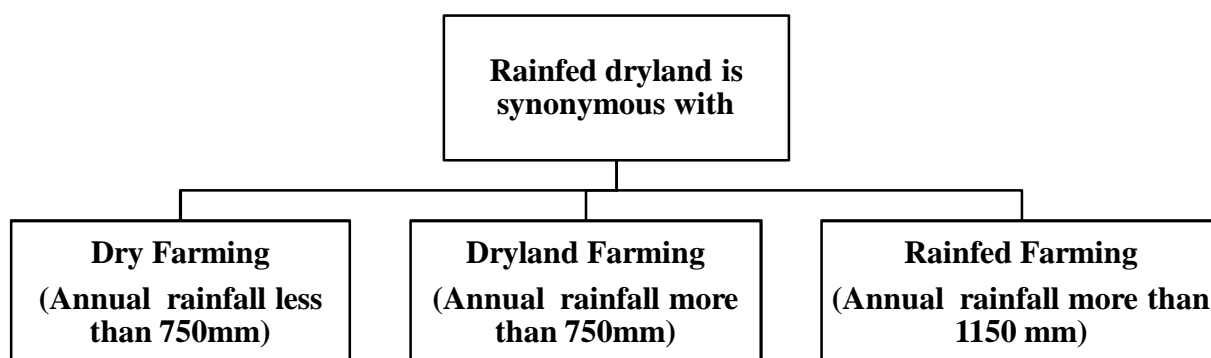 Rainfed dryland is
synonymous with
Dry Farming
(Annual rainfall less
than 750mm)
Dryland Farming
(Annual rainfall more
than 750mm)
Rainfed Farming
(Annual rainfall more than
1150 mm)